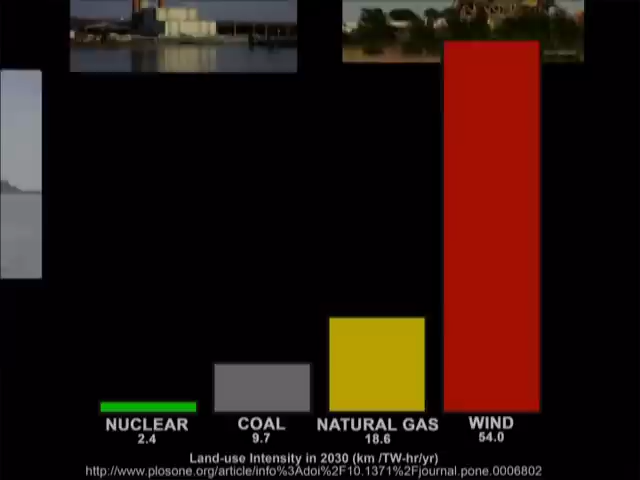 NUCLEAR COAL NATURAL GAS WIND
2.4 9.7 18.6 54.0
Land-use Intensity in 2030 (km /TW-hr/yr)
http://www.plosone.org/article/info%3Adoi%2F10.1371%2Fjournal.pone.0006802